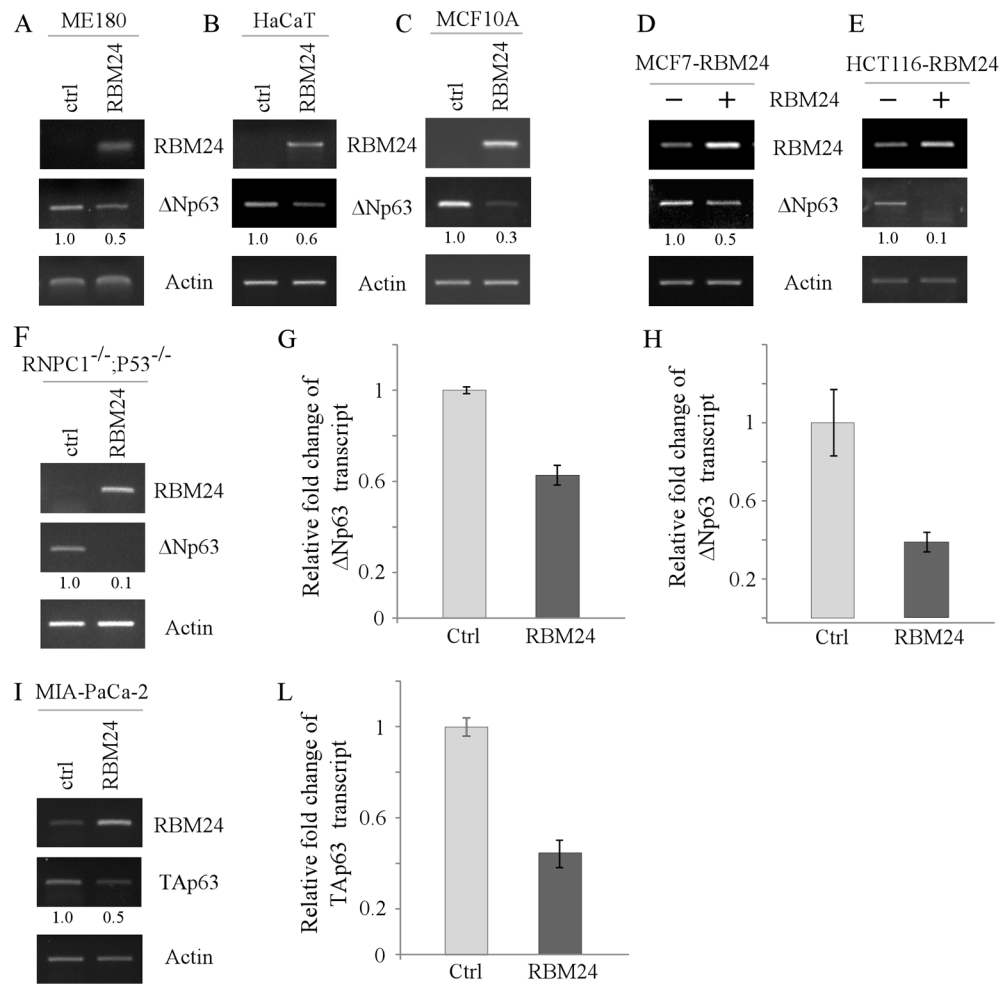 A
ME180
ctrl
RBM24
RBM24
ΔNp63
1.0 0.5
Actin
B
HaCaT
ctrl
RBM24
1.0 0.6
C
MCF10A
ctrl
RBM24
RBM24
ΔNp63
1.0 0.3
Actin
D
MCF7-RBM24
− + RBM24
RBM24
ΔNp63
1.0 0.5
Actin
E
HCT116-RBM24
− +
1.0 0.1
F
RNPC1-/-;P53-/-
ctrl
RBM24
RBM24
ΔNp63
1.0 0.1
Actin
G
Relative fold change of
ΔNp63 transcript
1
0.6
0.2
0
Ctrl RBM24
H
Relative fold change of
ΔNp63 transcript
1
0.6
0.2
Ctrl RBM24
I
MIA-PaCa-2
ctrl
RBM24
RBM24
TAp63
1.0 0.5
Actin
L
Relative fold change of
TAp63 transcript
1
0.6
0.2
0
Ctrl RBM24